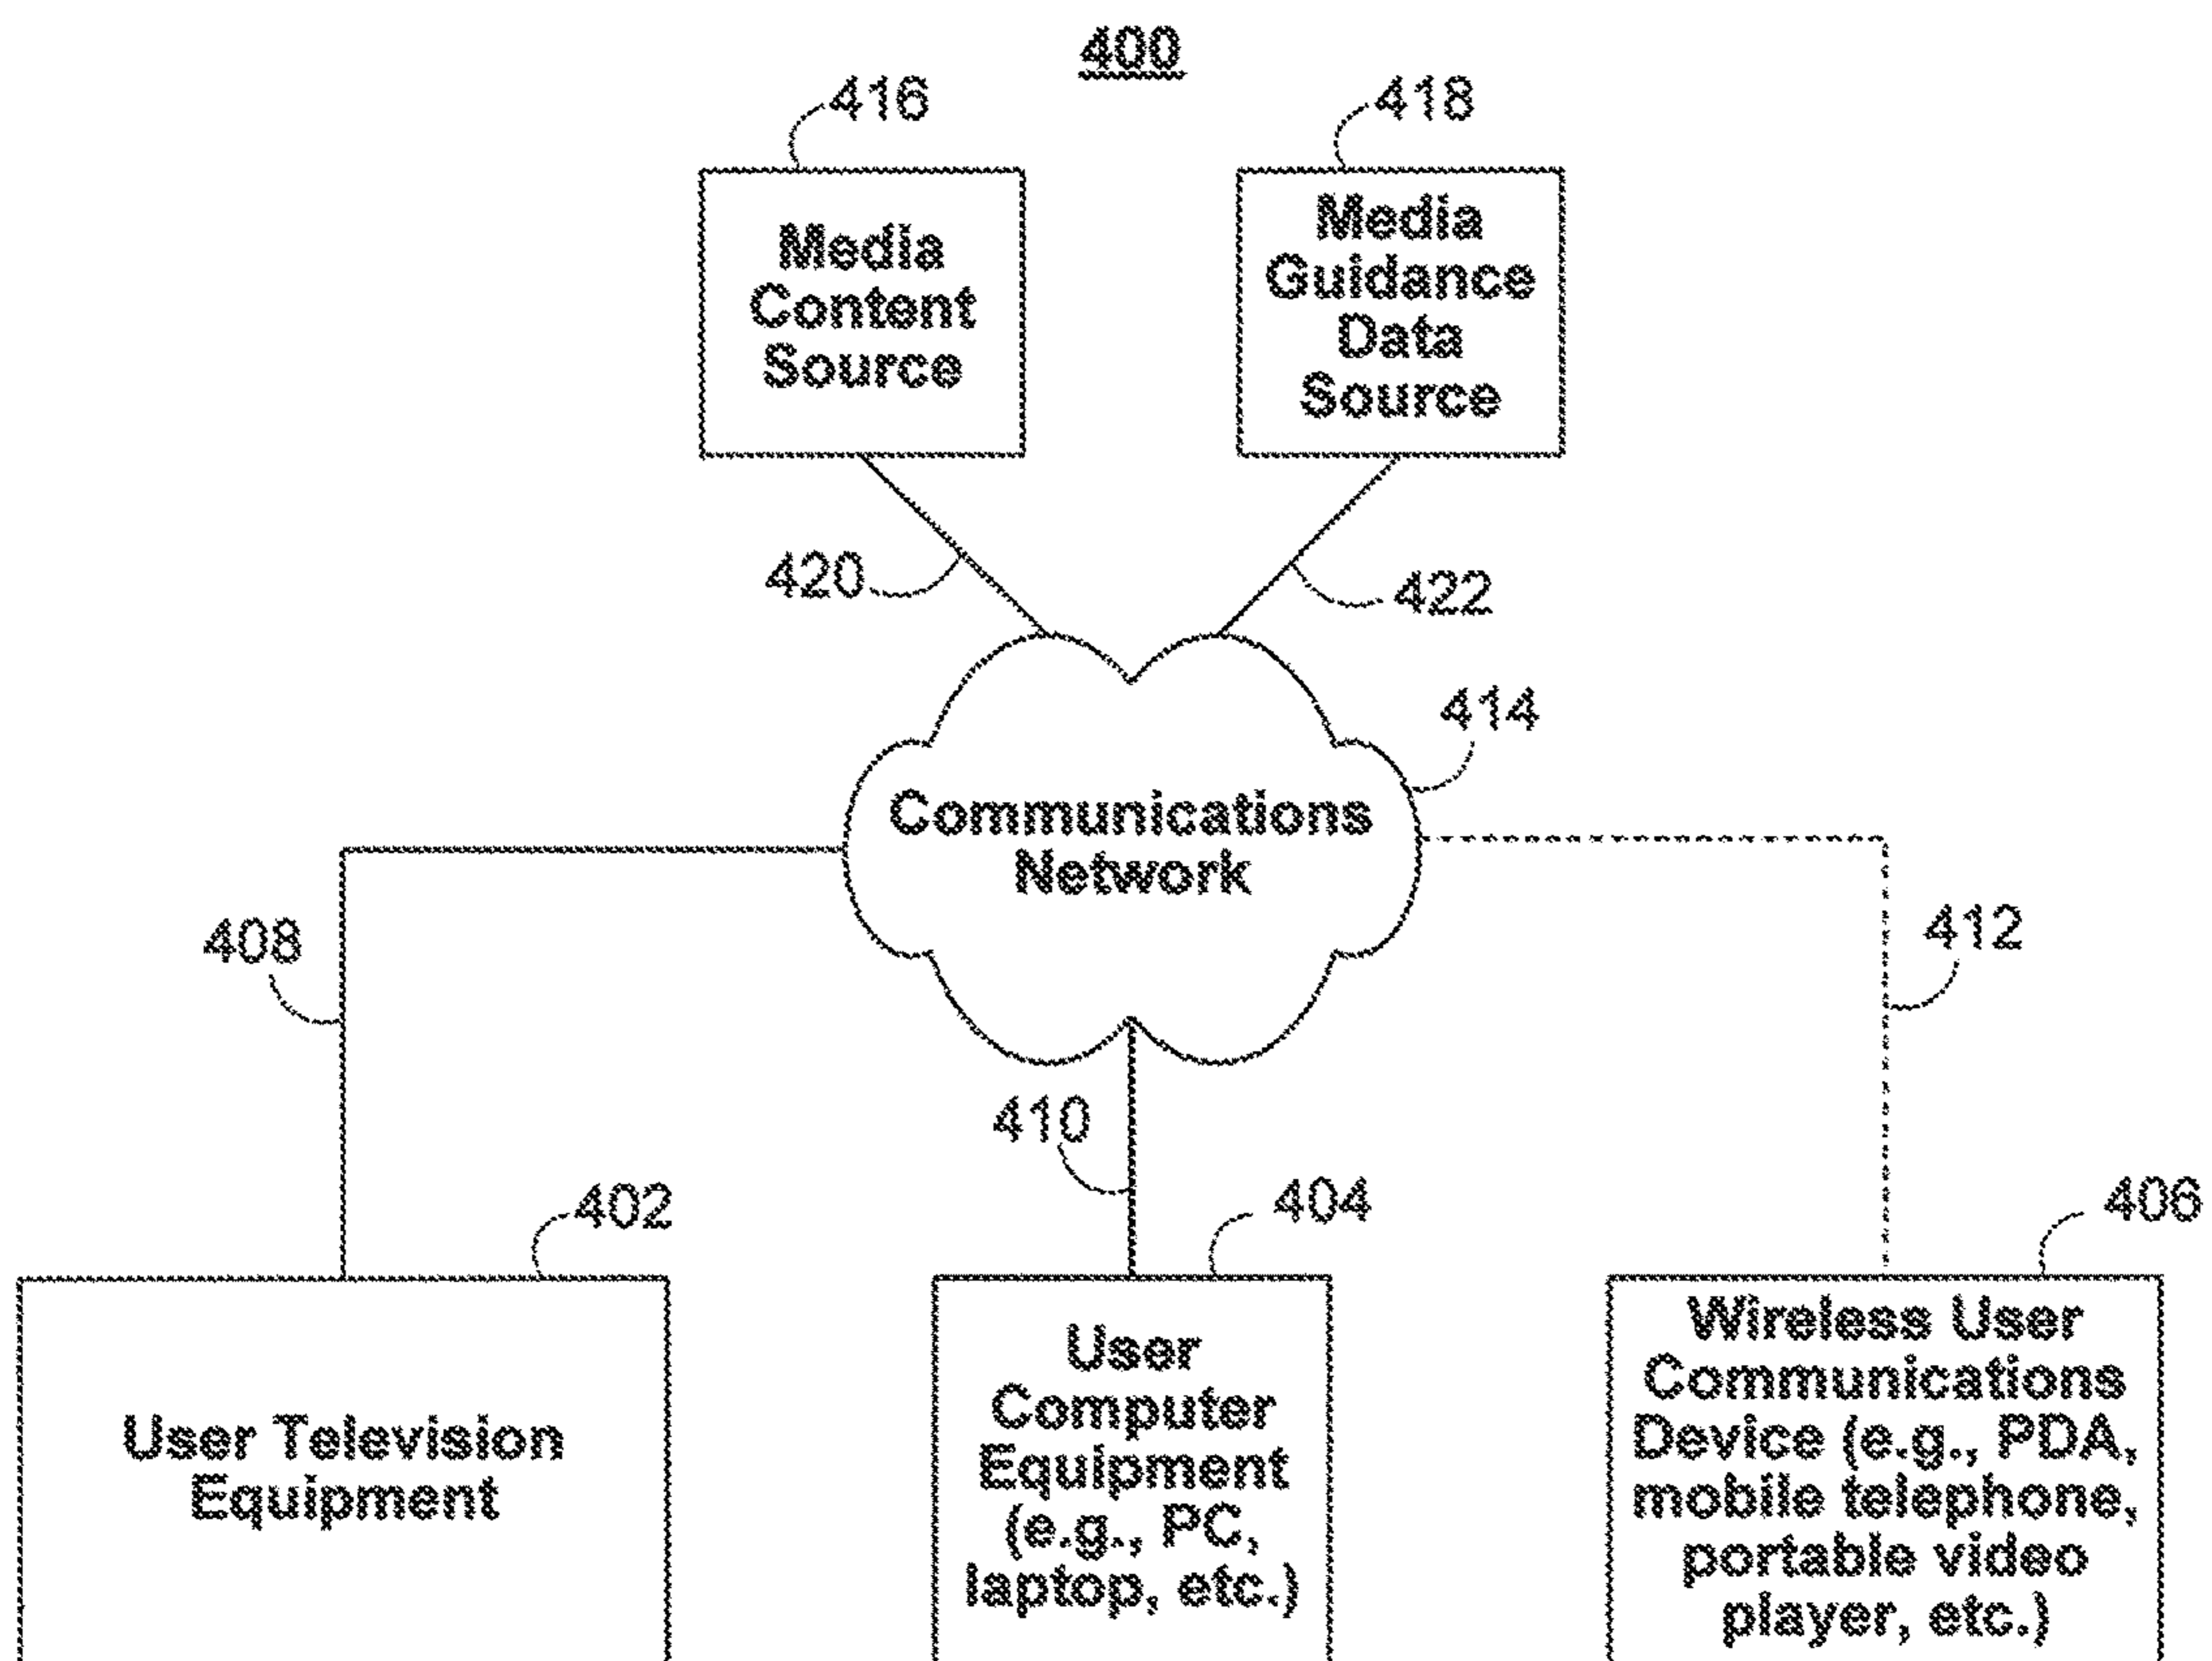 400
416
418
Media
Content
Source
Media
Guidance
Data
Source
420
422
414
Communications
Network
408
412
410
402
404
406
User Television
Equipment
User
Computer
Equipment
(e.g., PC,
laptop, etc.)
Wireless User
Communications
Device (e.g., PDA,
mobile telephone,
portable video
player, etc.)